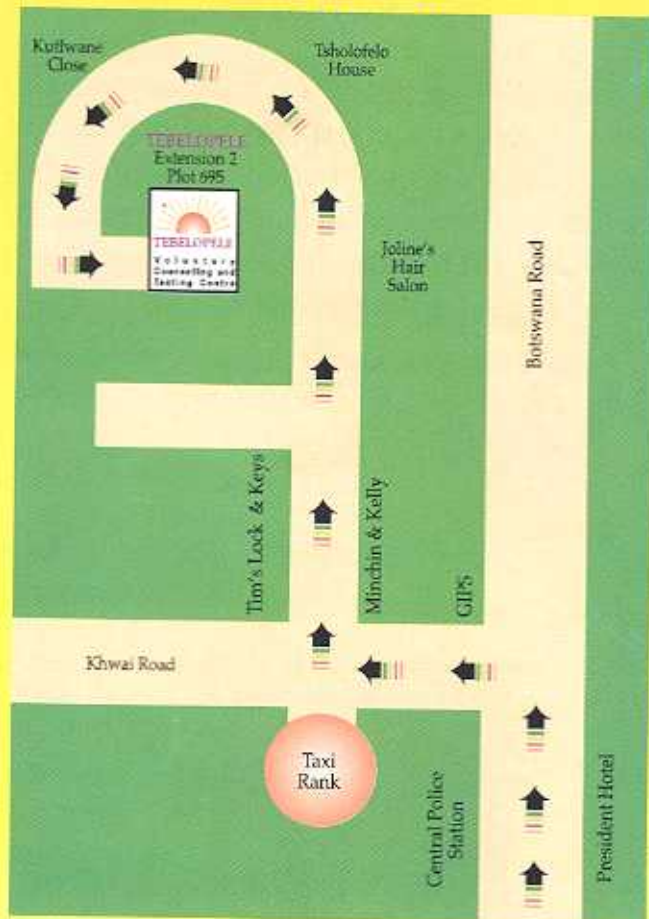 Kutlwane
Close
Tsholofelo
House
TEBELOPELE
Extension 2
Plot 695
TEBELOPELE
Voluntary
Counselling and
Testing Centre
Joline's
Hair
Salon
Botswana Road
Tim's Lock & Keys
Minchin & Kelly
GIPS
Khwai Road
Taxi
Rank
Central Police
Station
President Hotel